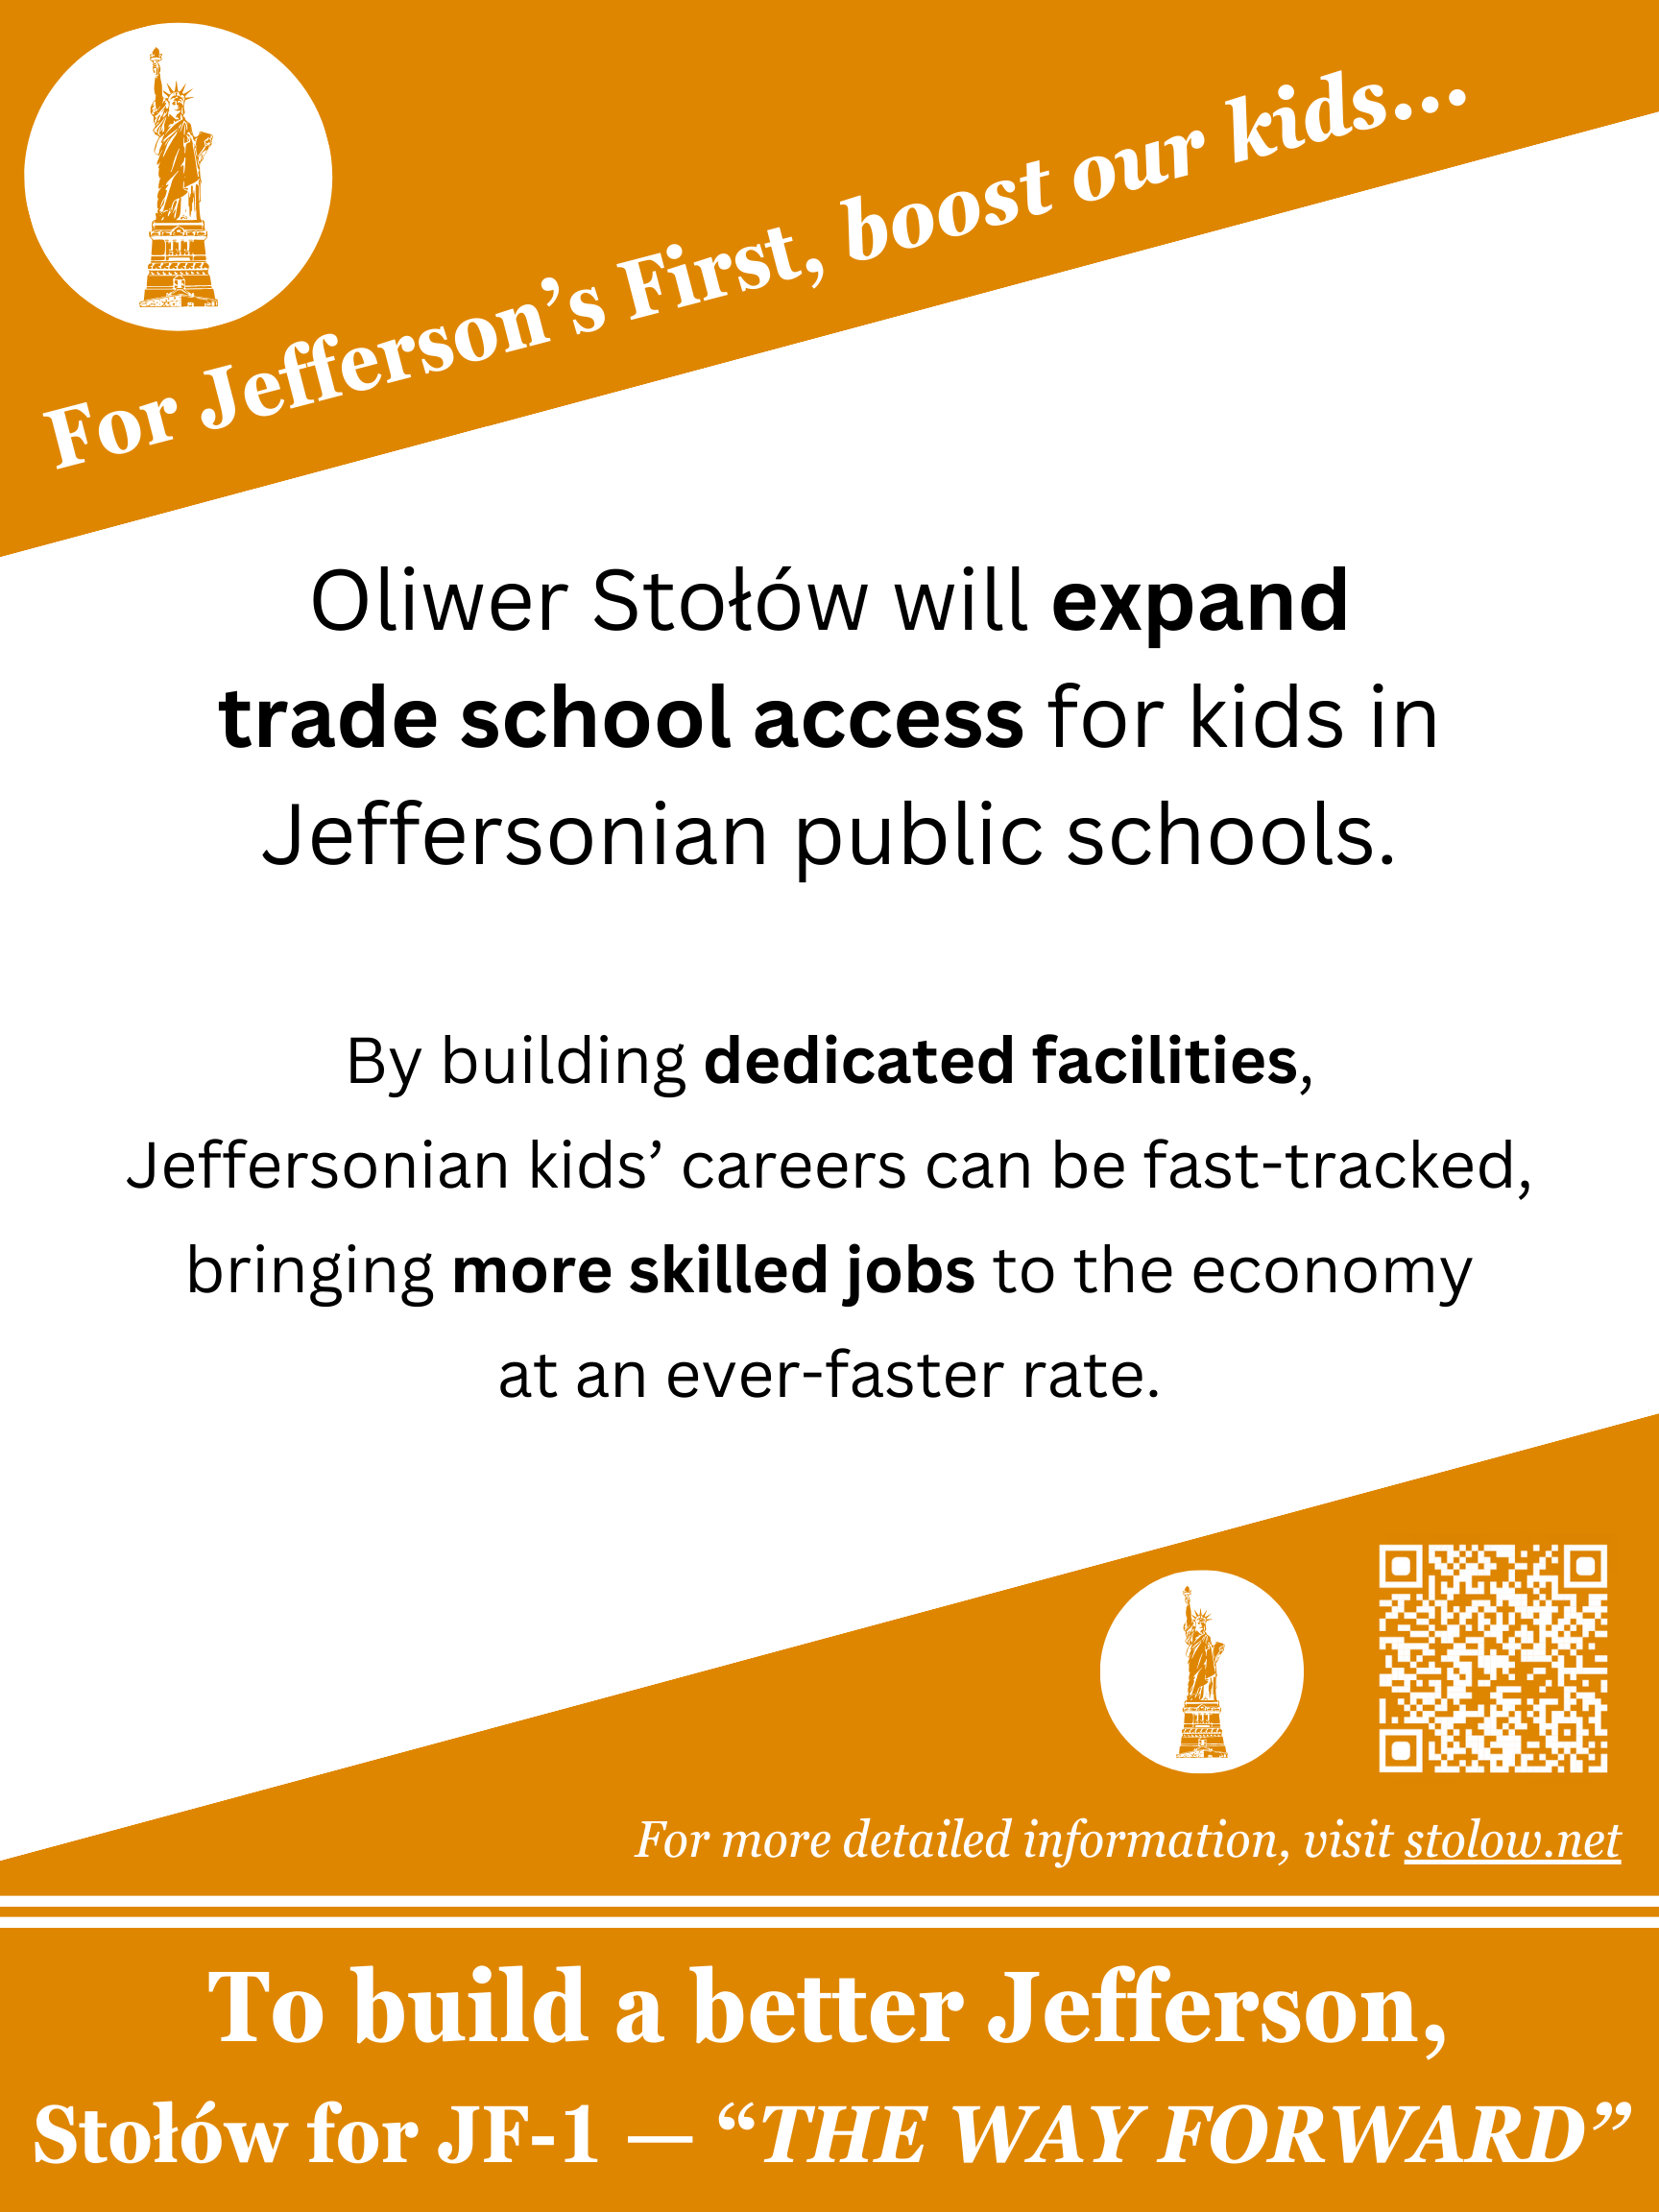 For Jefferson’s First, boost our kids...
Oliwer Stołów will expand
trade school access for kids in
Jeffersonian public schools.
By building dedicated facilities,
Jeffersonian kids’ careers can be fast-tracked,
bringing more skilled jobs to the economy
at an ever-faster rate.
For more detailed information, visit stolow.net
To build a better Jefferson,
Stołów for JF-1 — “THE WAY FORWARD”